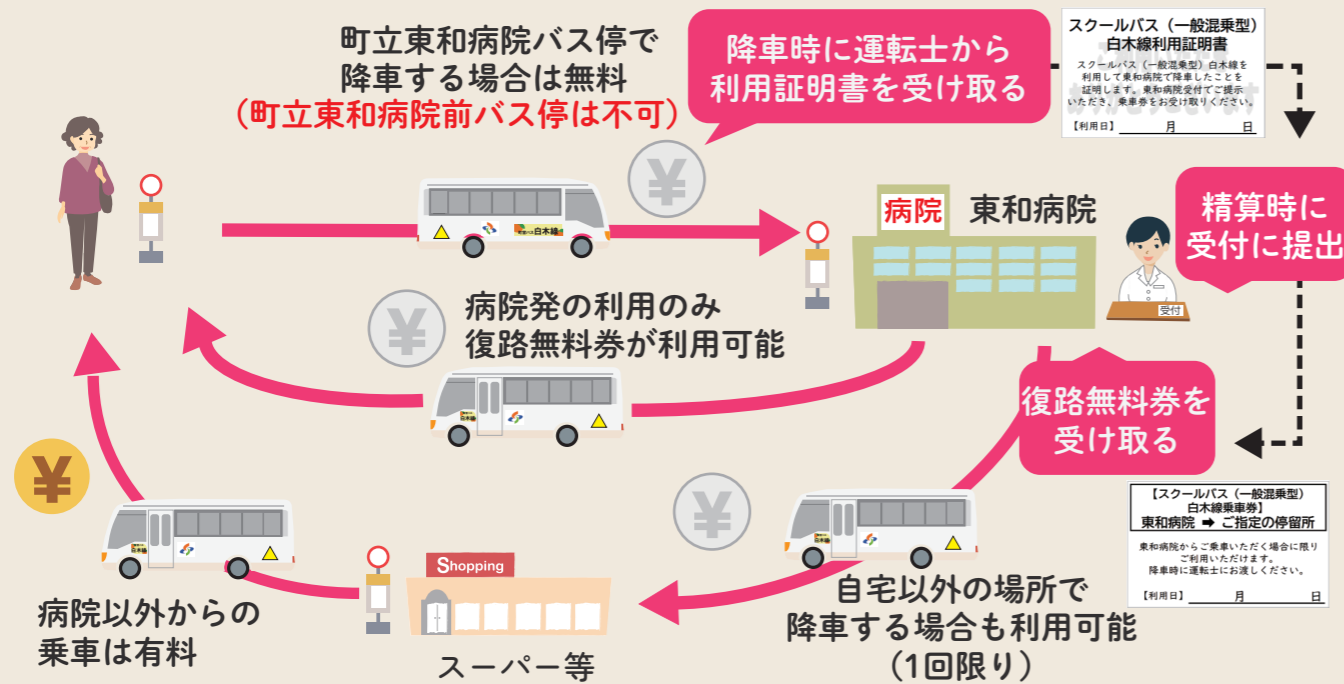 町立東和病院バス停で
降車する場合は無料
(町立東和病院前バス停は不可)
降車時に運転士から
利用証明書を受け取る
スクールバス（一般混乗型）
白木線利用証明書
スクールバス（一般混乗型）白木線を
利用して東和病院で降車したことを
証明します。東和病院受付でご提示
いただき、乗車券をお受け取りください。
【利用日】 月 日
¥
白木線
病院
東和病院
精算時に
受付に提出
受付
¥
病院発の利用のみ
復路無料券が利用可能
白木線
復路無料券を
受け取る
【スクールバス（一般混乗型）
白木線乗車券】
東和病院 ➡ ご指定の停留所
東和病院からご乗車いただく場合に限り
ご利用いただけます。
降車時に運転士にお渡しください。
【利用日】 月 日
¥
白木線
自宅以外の場所で
降車する場合も利用可能
(1回限り)
Shopping
スーパー等
¥
白木線
病院以外からの
乗車は有料